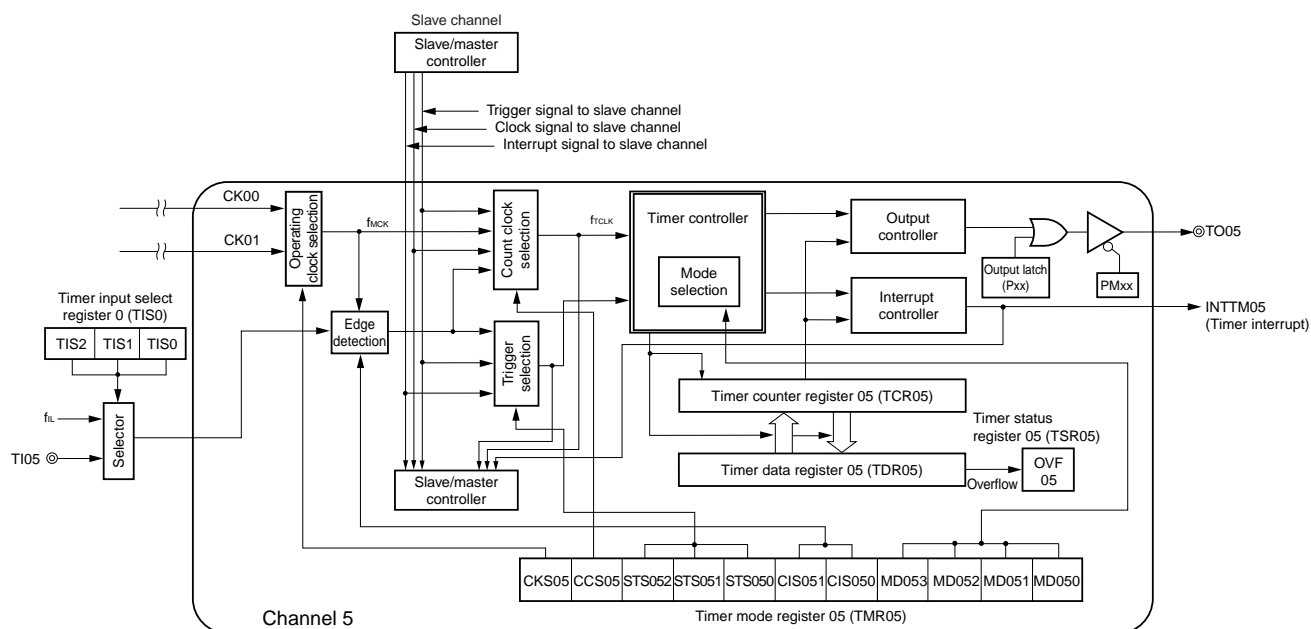 Slave channel
Slave/master
controller
Trigger signal to slave channel
Clock signal to slave channel
Interrupt signal to slave channel
CK00
CK01
Operating
clock selection
fMCK
Count clock
selection
fTCLK
Timer controller
Mode
selection
Output
controller
Output latch
(Pxx)
PMxx
TO05
Interrupt
controller
INTTM05
(Timer interrupt)
Timer input select
register 0 (TIS0)
TIS2
TIS1
TIS0
Edge
detection
Trigger
selection
fIL
TI05
Selector
Timer counter register 05 (TCR05)
Timer status
register 05 (TSR05)
Timer data register 05 (TDR05)
Overflow
OVF
05
Slave/master
controller
CKS05
CCS05
STS052
STS051
STS050
CIS051
CIS050
MD053
MD052
MD051
MD050
Timer mode register 05 (TMR05)
Channel 5